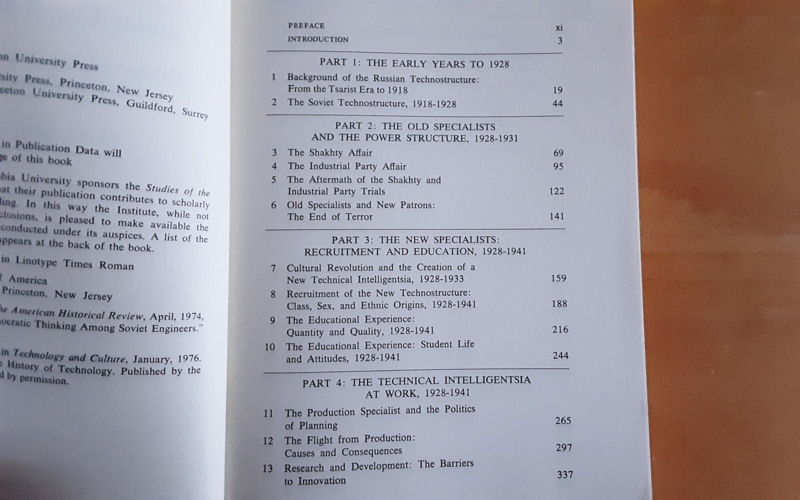 on University Press
sity Press, Princeton, New Jersey
ceton University Press, Guildford, Surrey
in Publication Data will
ge of this book
bia University sponsors the Studies of the
at their publication contributes to scholarly
ding. In this way the Institute, while not
clusions, is pleased to make available the
conducted under its auspices. A list of the
appears at the back of the book.
in Linotype Times Roman
America
Princeton, New Jersey
e American Historical Review, April, 1974,
ocratic Thinking Among Soviet Engineers."
in Technology and Culture, January, 1976.
History of Technology. Published by the
d by permission.
PREFACE xi
INTRODUCTION 3
PART 1: THE EARLY YEARS TO 1928
1 Background of the Russian Technostructure:
From the Tsarist Era to 1918 19
2 The Soviet Technostructure, 1918-1928 44
PART 2: THE OLD SPECIALISTS
AND THE POWER STRUCTURE, 1928-1931
3 The Shakhty Affair 69
4 The Industrial Party Affair 95
5 The Aftermath of the Shakhty and
Industrial Party Trials 122
6 Old Specialists and New Patrons:
The End of Terror 141
PART 3: THE NEW SPECIALISTS:
RECRUITMENT AND EDUCATION, 1928-1941
7 Cultural Revolution and the Creation of a
New Technical Intelligentsia, 1928-1933 159
8 Recruitment of the New Technostructure:
Class, Sex, and Ethnic Origins, 1928-1941 188
9 The Educational Experience:
Quantity and Quality, 1928-1941 216
10 The Educational Experience: Student Life
and Attitudes, 1928-1941 244
PART 4: THE TECHNICAL INTELLIGENTSIA
AT WORK, 1928-1941
11 The Production Specialist and the Politics
of Planning 265
12 The Flight from Production:
Causes and Consequences 297
13 Research and Development: The Barriers
to Innovation 337